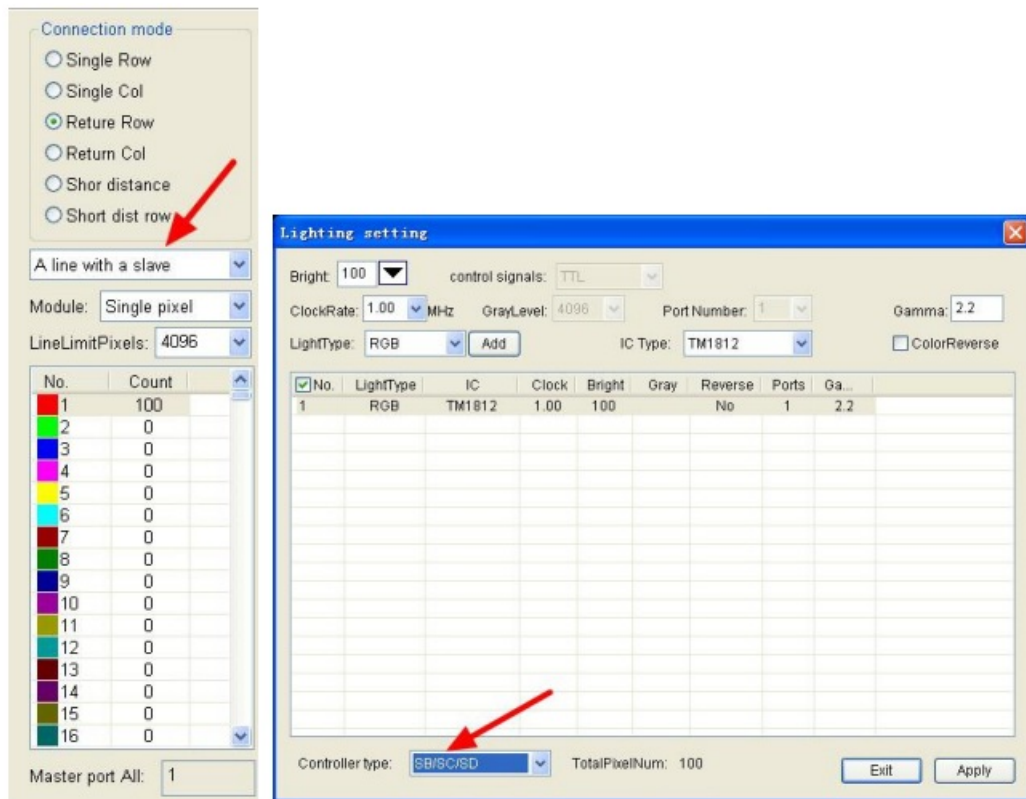 Connection mode
Single Row
Single Col
Reture Row
Return Col
Shor distance
Short dist row
A line with a slave
Module: Single pixel
LineLimitPixels: 4096
No. Count
1 100
2 0
3 0
4 0
5 0
6 0
7 0
8 0
9 0
10 0
11 0
12 0
13 0
14 0
15 0
16 0
Master port All: 1
Lighting setting
Bright: 100 control signals: TTL
ClockRate: 1.00 MHz GrayLevel: 4096 Port Number: 1 Gamma: 2.2
LightType: RGB Add IC Type: TM1812 ColorReverse
No. LightType IC Clock Bright Gray Reverse Ports Ga...
1 RGB TM1812 1.00 100 No 1 2.2
Controller type: SB/SC/SD TotalPixelNum: 100 Exit Apply